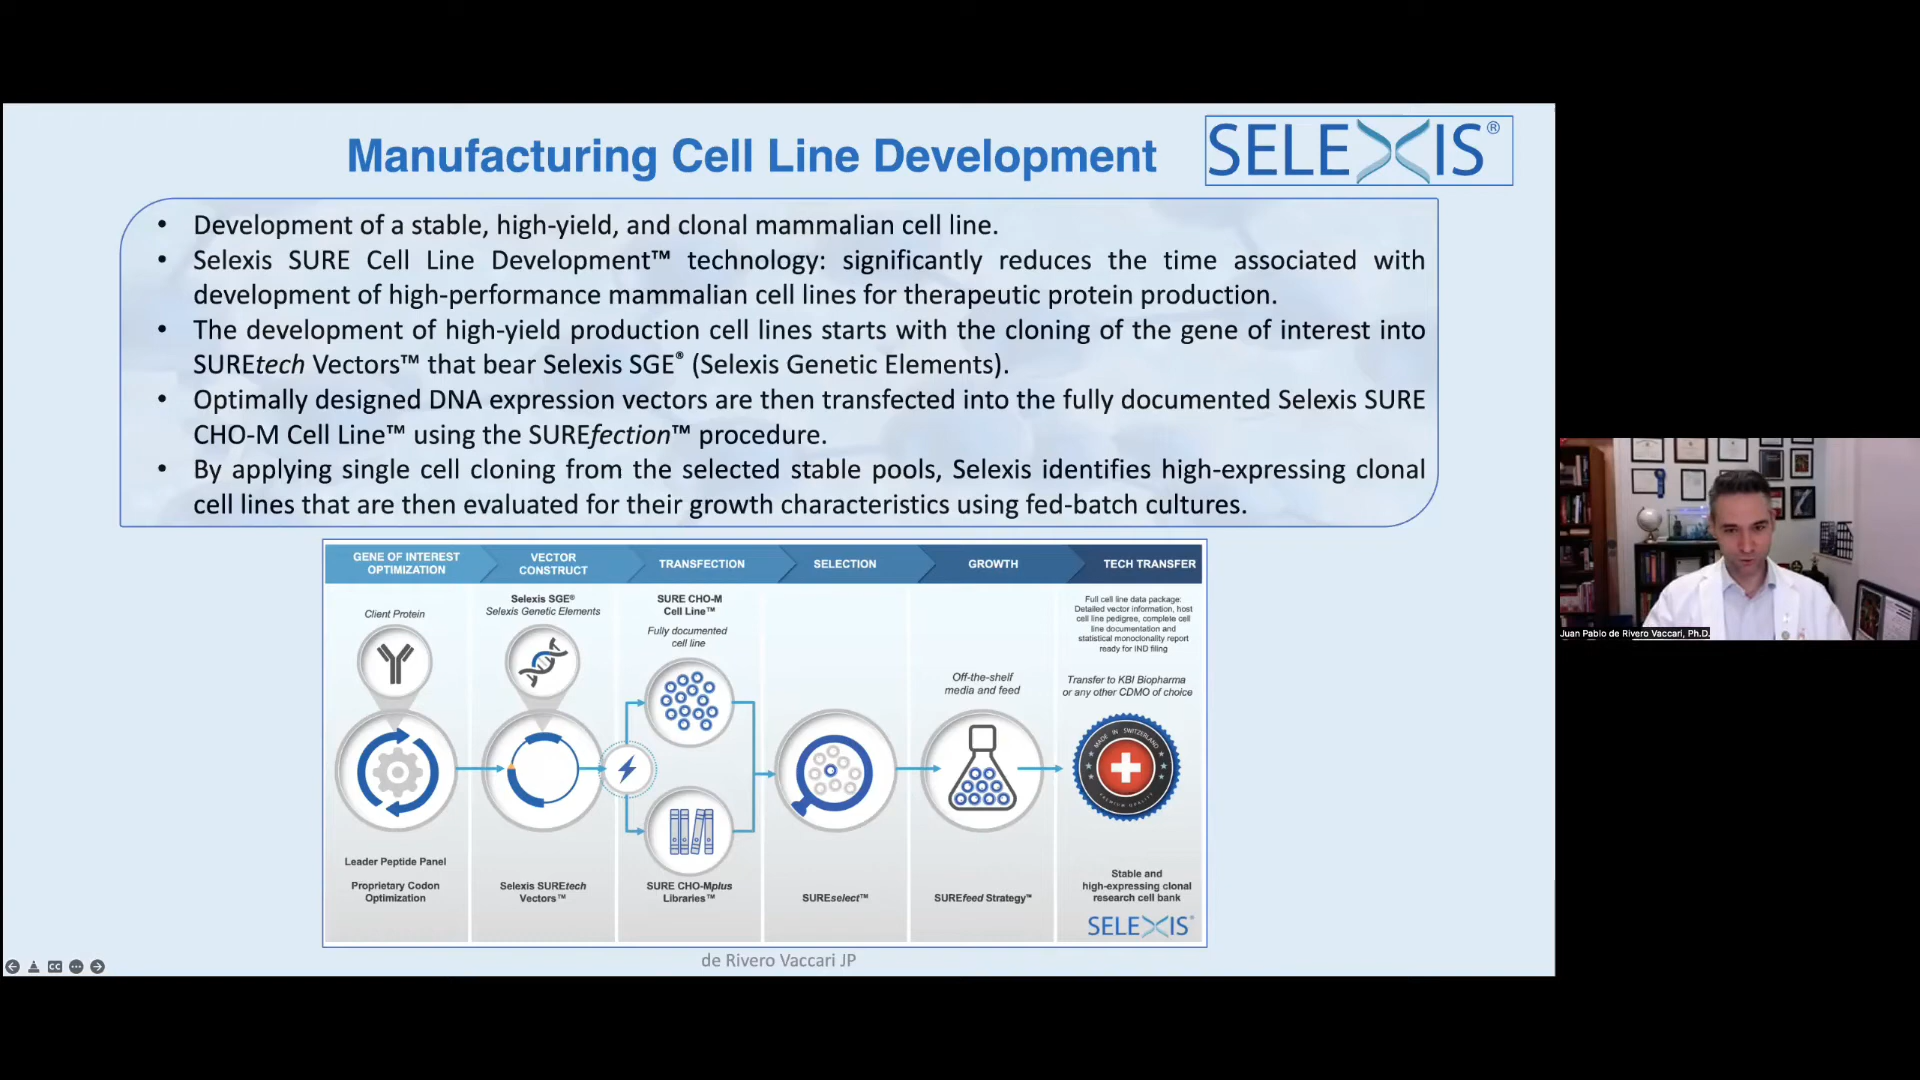 Manufacturing Cell Line Development
SELEXIS®
• Development of a stable, high-yield, and clonal mammalian cell line.
• Selexis SURE Cell Line Development™ technology: significantly reduces the time associated with
development of high-performance mammalian cell lines for therapeutic protein production.
• The development of high-yield production cell lines starts with the cloning of the gene of interest into
SUREtech Vectors™ that bear Selexis SGE® (Selexis Genetic Elements).
• Optimally designed DNA expression vectors are then transfected into the fully documented Selexis SURE
CHO-M Cell Line™ using the SUREfection™ procedure.
• By applying single cell cloning from the selected stable pools, Selexis identifies high-expressing clonal
cell lines that are then evaluated for their growth characteristics using fed-batch cultures.
GENE OF INTEREST
OPTIMIZATION
Client Protein
Leader Peptide Panel
Proprietary Codon
Optimization
VECTOR
CONSTRUCT
Selexis SGE®
Selexis Genetic Elements
Selexis SUREtech
Vectors™
TRANSFECTION
SURE CHO-M
Cell Line™
Fully documented
cell line
SURE CHO-Mplus
Libraries™
SELECTION
SUREselect™
GROWTH
Off-the-shelf
media and feed
SUREfeed Strategy™
TECH TRANSFER
Full cell line data package:
Detailed vector information, host
cell line pedigree, complete cell
line documentation and
statistical monoclonality report
ready for IND filing
Transfer to KBI Biopharma
or any other CDMO of choice
MADE IN SWITZERLAND
PREMIUM QUALITY
Stable and
high-expressing clonal
research cell bank
SELEXIS®
de Rivero Vaccari JP
CC
Juan Pablo de Rivero Vaccari, Ph.D.